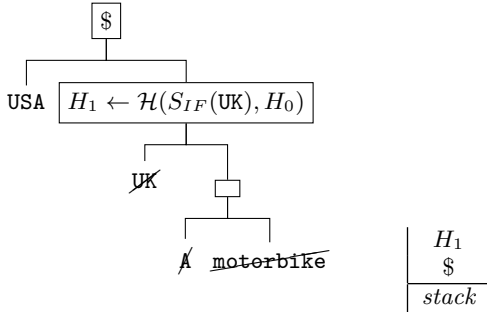 $
USA
H₁ ← ℋ(S_IF(UK), H₀)
UK
A motorbike
H₁
$
stack